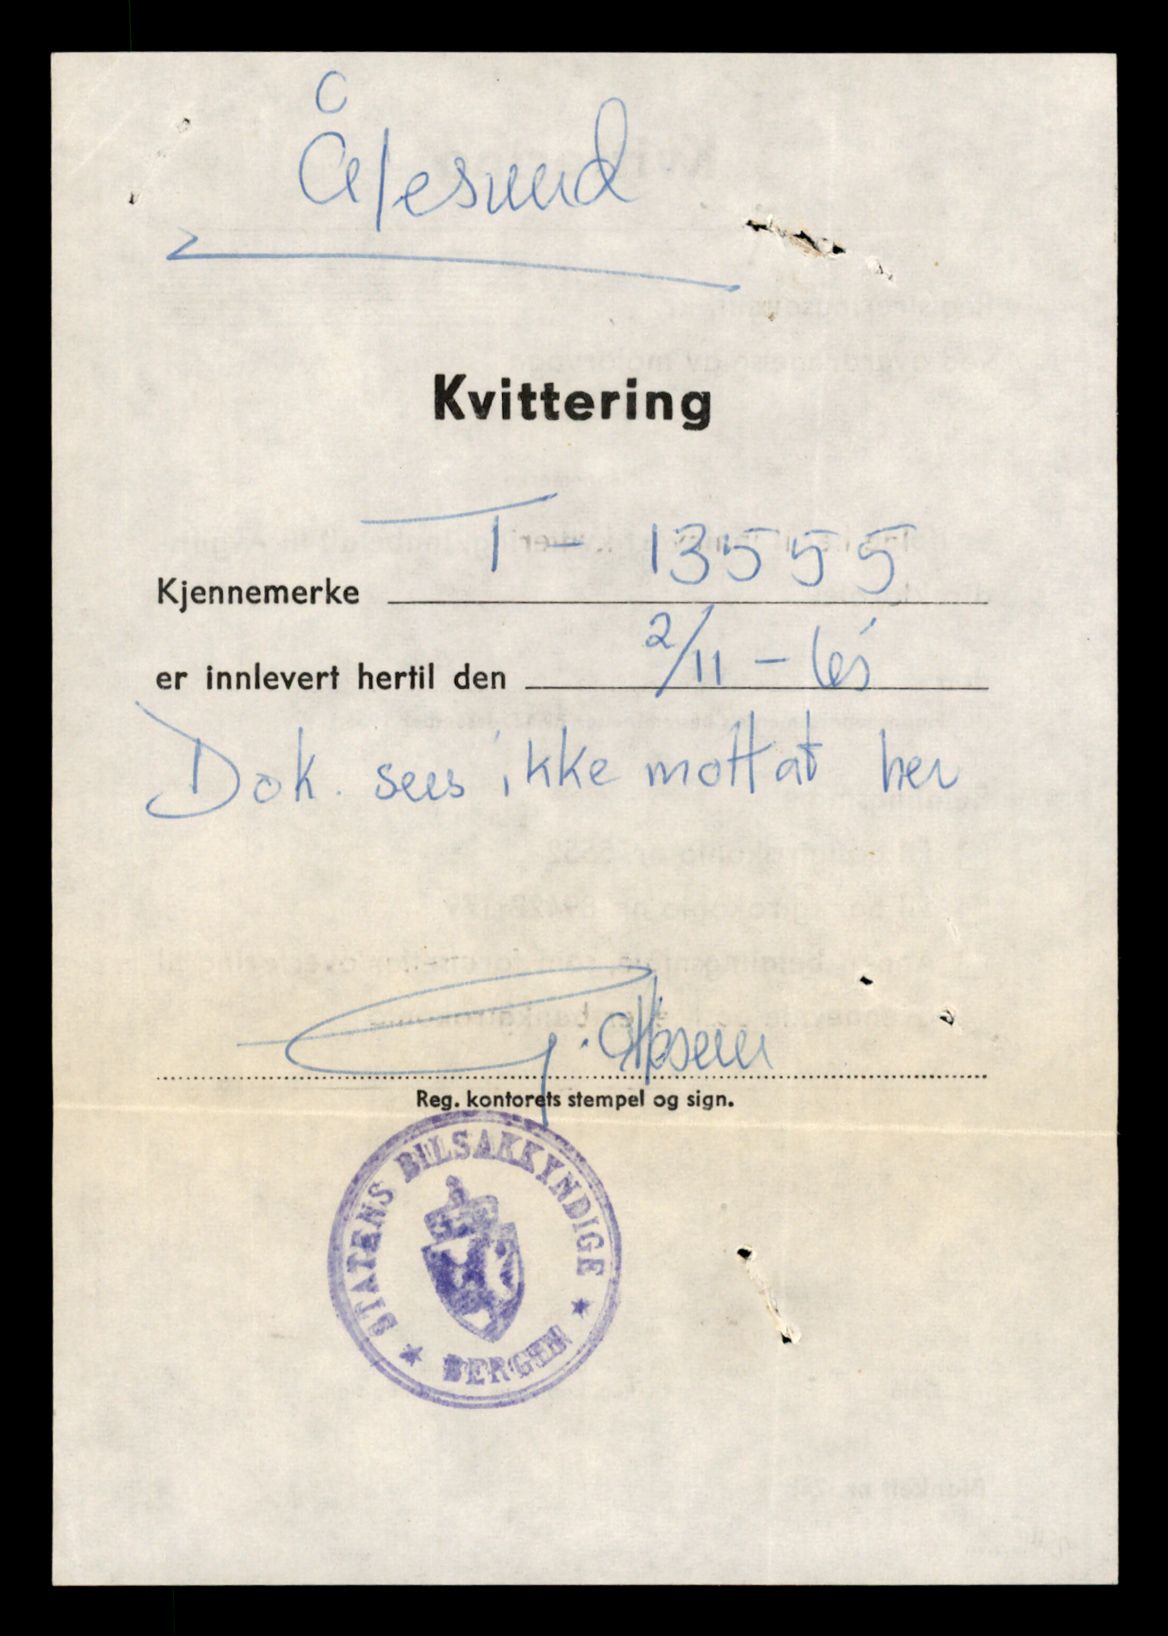 Ålesund
Kvittering
Kjennemerke T - 13555
er innlevert hertil den 2/11 - 65
Dok. sees ikke mottat her
Reg. kontorets stempel og sign.
STATENS BILSAKKYNDIGE
★ BERGEN ★